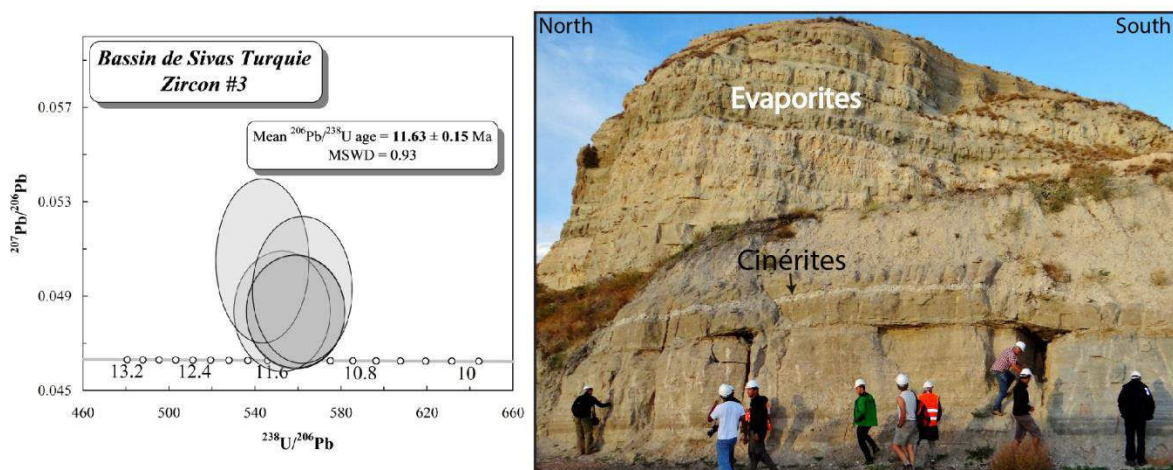 Bassin de Sivas Turquie
Zircon #3
Mean ²⁰⁶Pb/²³⁸U age = 11.63 ± 0.15 Ma
MSWD = 0.93
²⁰⁷Pb/²⁰⁶Pb
0.057
0.053
0.049
0.045
13.2
12.4
11.6
10.8
10
460
500
540
580
620
660
²³⁸U/²⁰⁶Pb
North
South
Evaporites
Cinérites